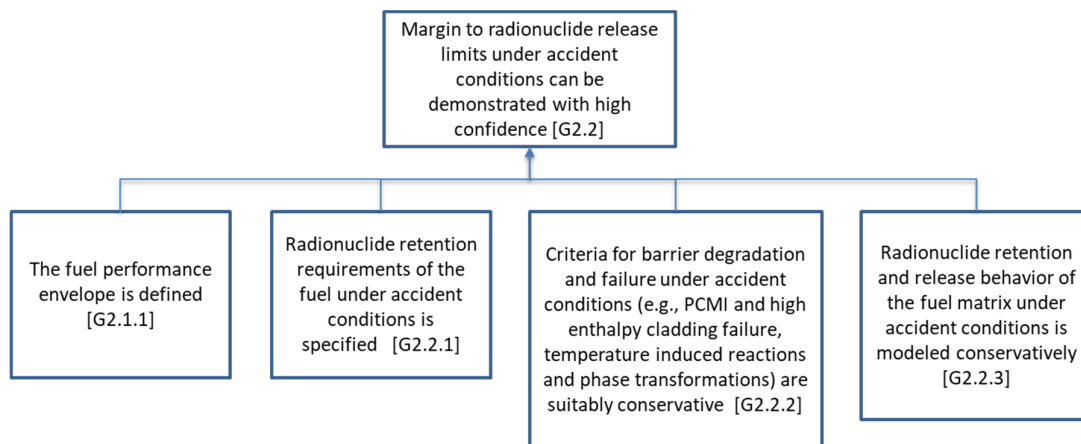 Margin to radionuclide release
limits under accident
conditions can be
demonstrated with high
confidence [G2.2]
The fuel performance
envelope is defined
[G2.1.1]
Radionuclide retention
requirements of the
fuel under accident
conditions is
specified [G2.2.1]
Criteria for barrier degradation
and failure under accident
conditions (e.g., PCMI and high
enthalpy cladding failure,
temperature induced reactions
and phase transformations) are
suitably conservative [G2.2.2]
Radionuclide retention
and release behavior of
the fuel matrix under
accident conditions is
modeled conservatively
[G2.2.3]